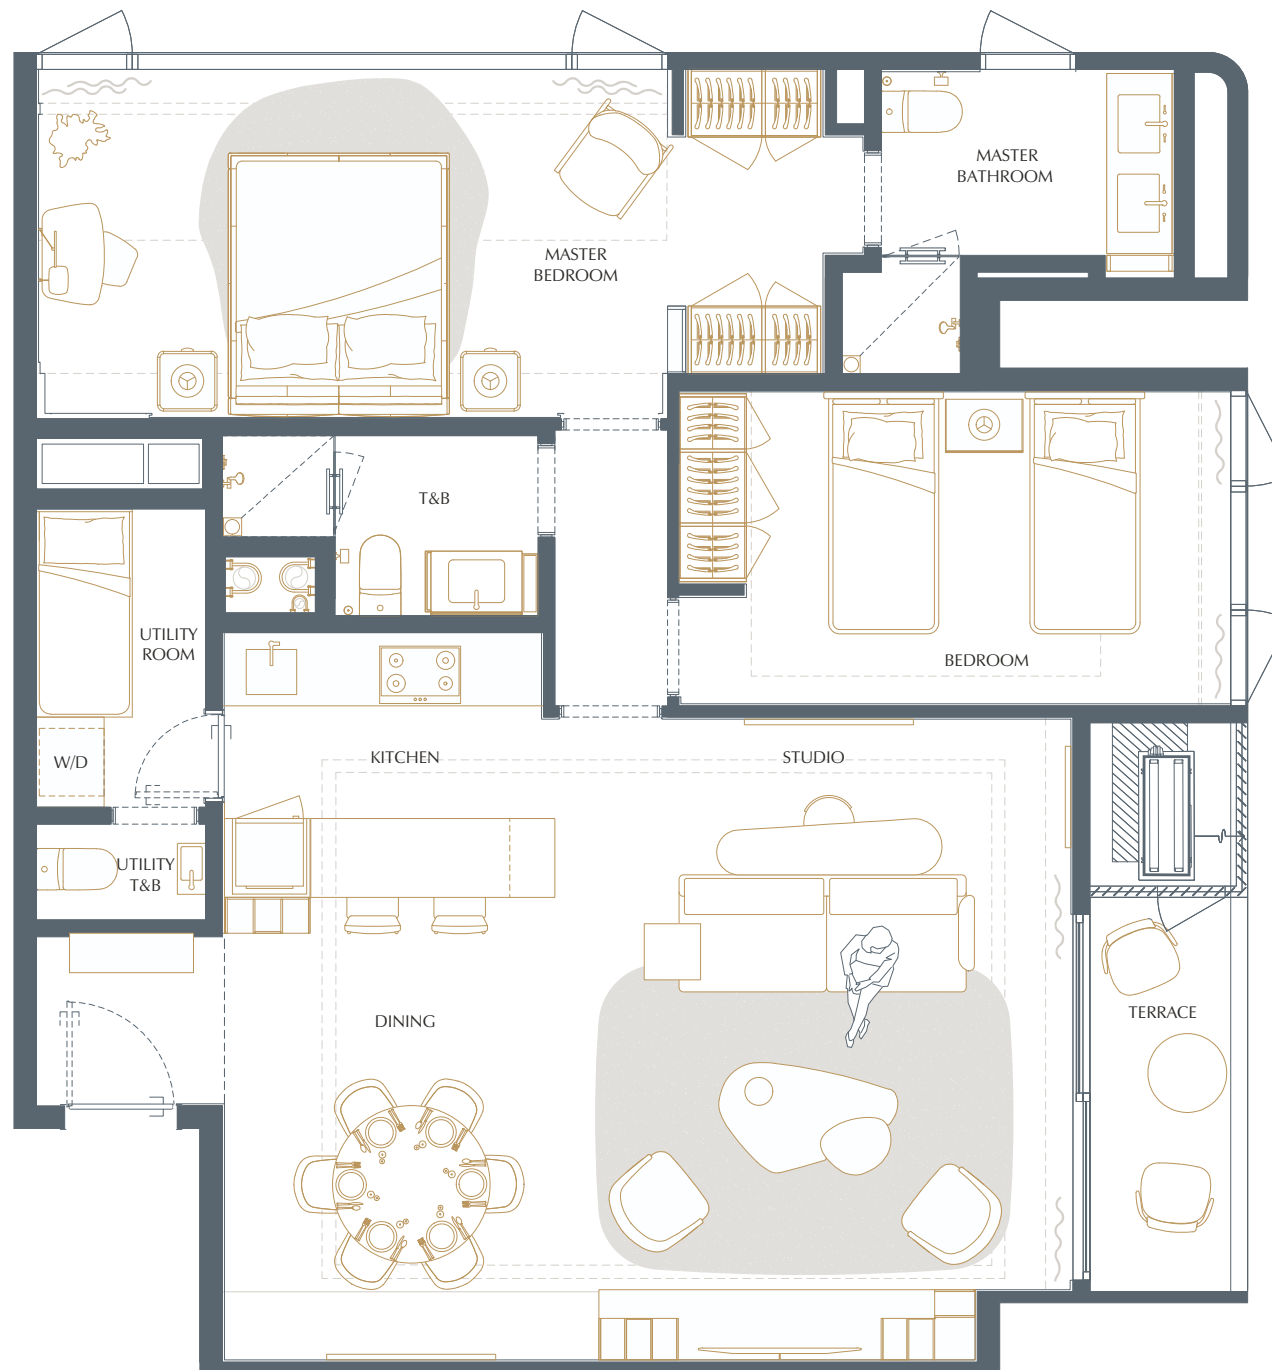 MASTER
BATHROOM
MASTER
BEDROOM
T&B
UTILITY
ROOM
BEDROOM
W/D
KITCHEN
STUDIO
UTILITY
T&B
DINING
TERRACE